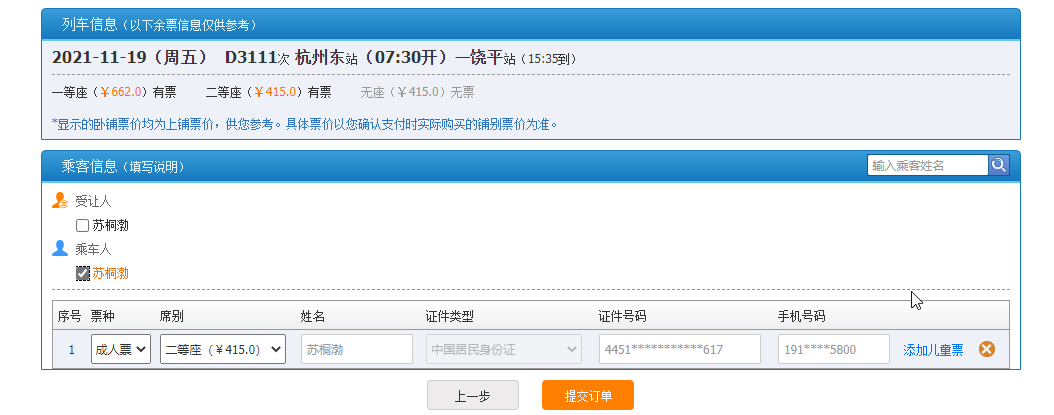 列车信息（以下余票信息仅供参考）
2021-11-19（周五） D3111次 杭州东站（07:30开）—饶平站（15:35到）
一等座（￥662.0）有票 二等座（￥415.0）有票 无座（￥415.0）无票
*显示的卧铺票价均为上铺票价，供您参考。具体票价以您确认支付时实际购买的铺别票价为准。
乘客信息（填写说明） 输入乘客姓名
受让人
苏桐渤
乘车人
苏桐渤
序号 票种 席别 姓名 证件类型 证件号码 手机号码
1 成人票 二等座（￥415.0） 苏桐渤 中国居民身份证 4451***********617 191****5800 添加儿童票
上一步 提交订单